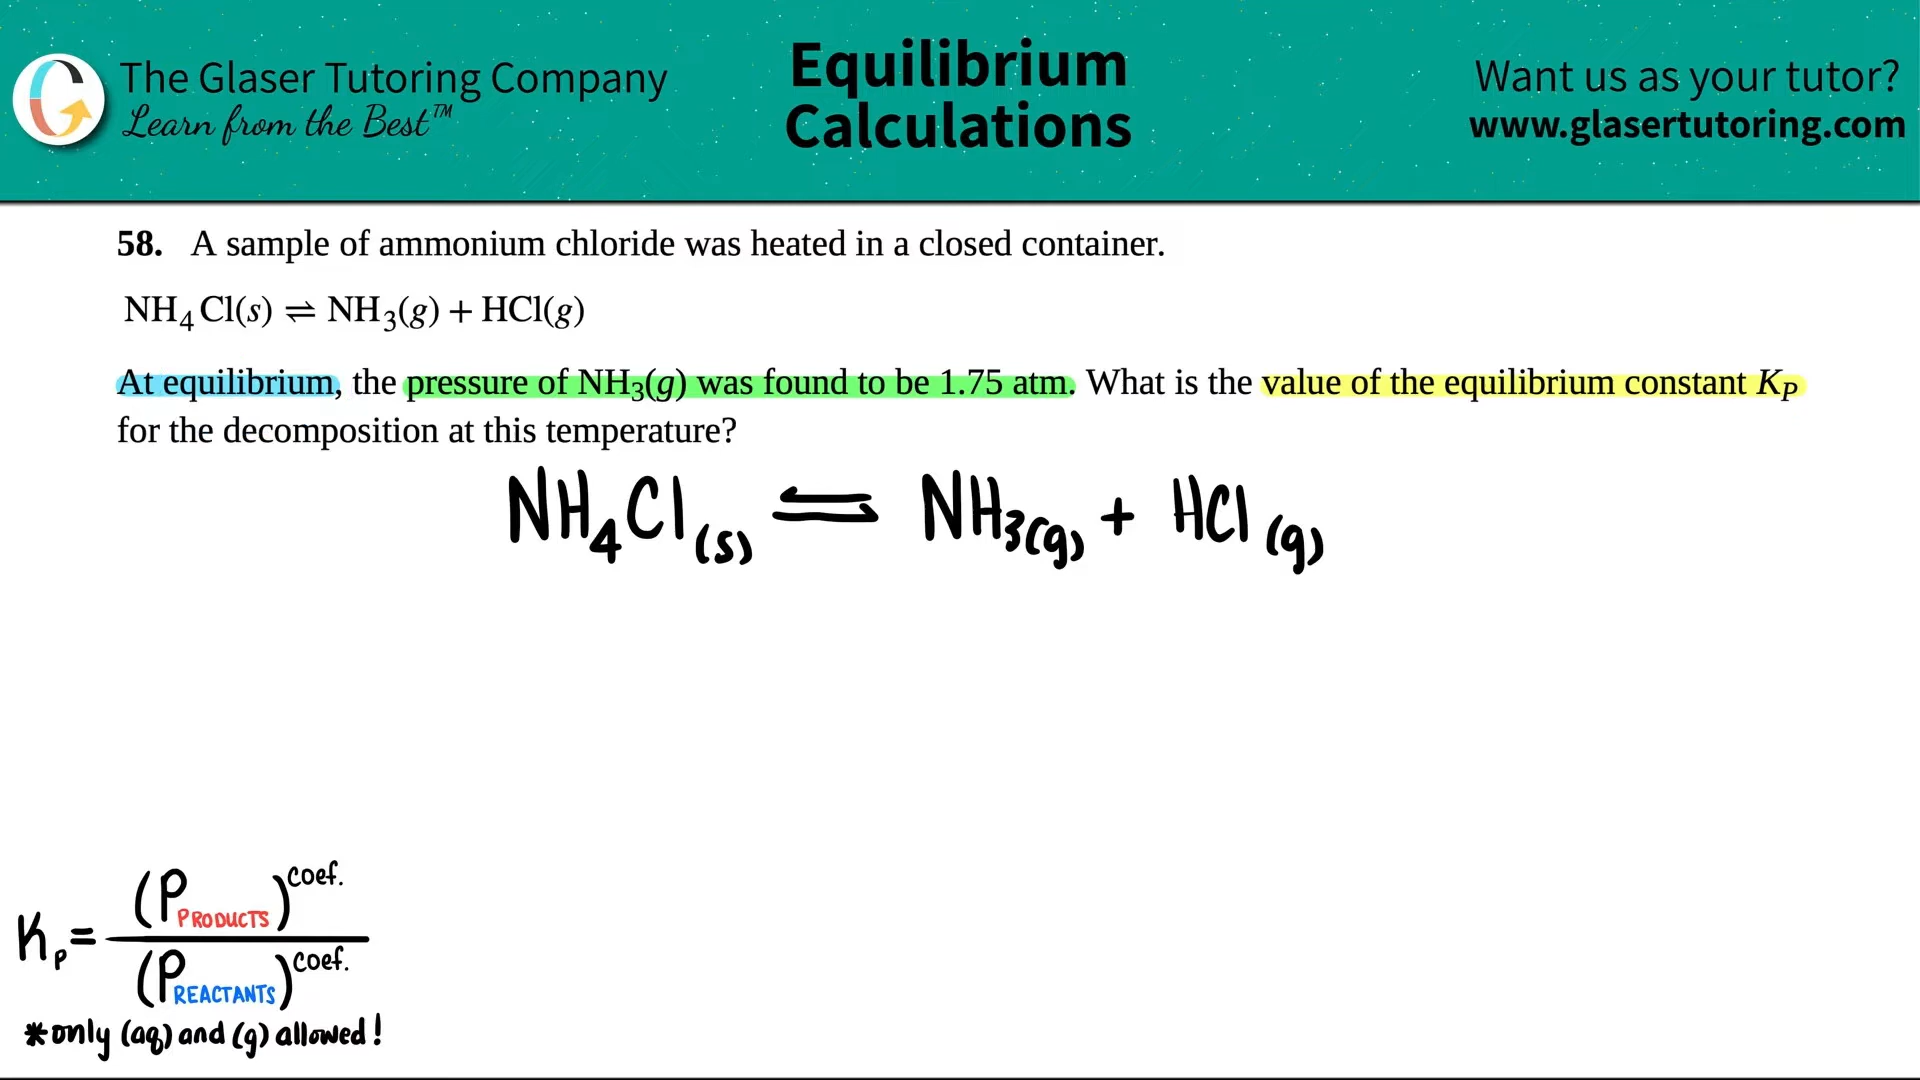 The Glaser Tutoring Company
Learn from the Best™
Equilibrium
Calculations
Want us as your tutor?
www.glasertutoring.com
58. A sample of ammonium chloride was heated in a closed container.
NH₄Cl(s) ⇌ NH₃(g) + HCl(g)
At equilibrium, the pressure of NH₃(g) was found to be 1.75 atm. What is the value of the equilibrium constant Kₚ
for the decomposition at this temperature?
NH₄Cl(s) ⇌ NH₃(g) + HCl(g)
(P PRODUCTS)^coef.
Kₚ =
(P REACTANTS)^coef.
*only (aq) and (g) allowed!